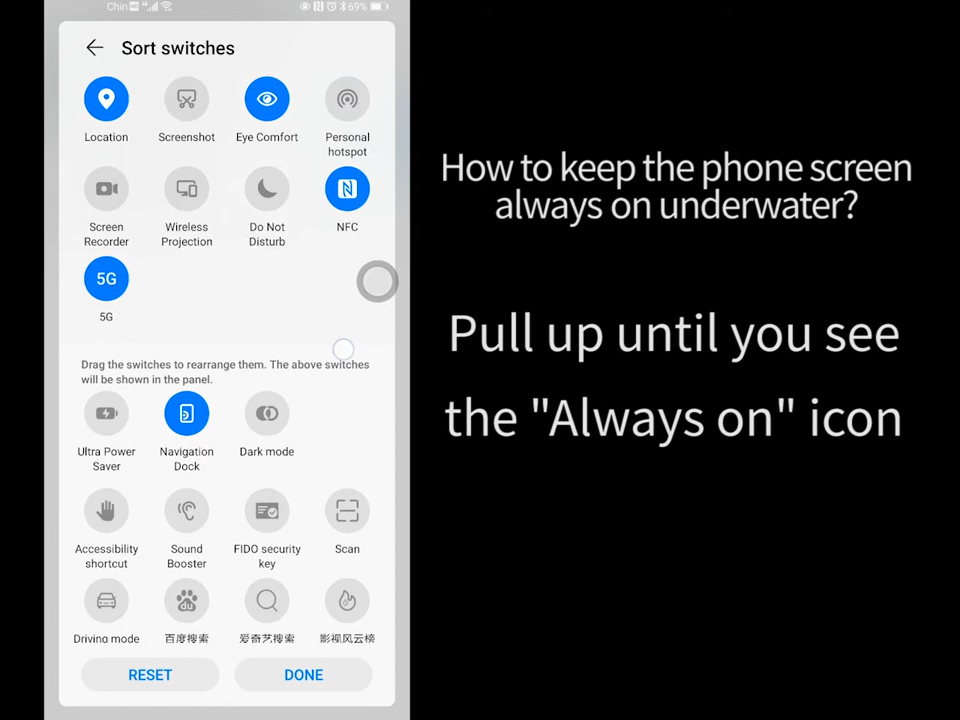 Chin
69%
Sort switches
Location
Screenshot
Eye Comfort
Personal
hotspot
Screen
Recorder
Wireless
Projection
Do Not
Disturb
NFC
5G
5G
Drag the switches to rearrange them. The above switches
will be shown in the panel.
Ultra Power
Saver
Navigation
Dock
Dark mode
Accessibility
shortcut
Sound
Booster
FIDO security
key
Scan
Driving mode
du
百度搜索
爱奇艺搜索
影视风云榜
RESET
DONE
How to keep the phone screen
always on underwater?
Pull up until you see
the "Always on" icon